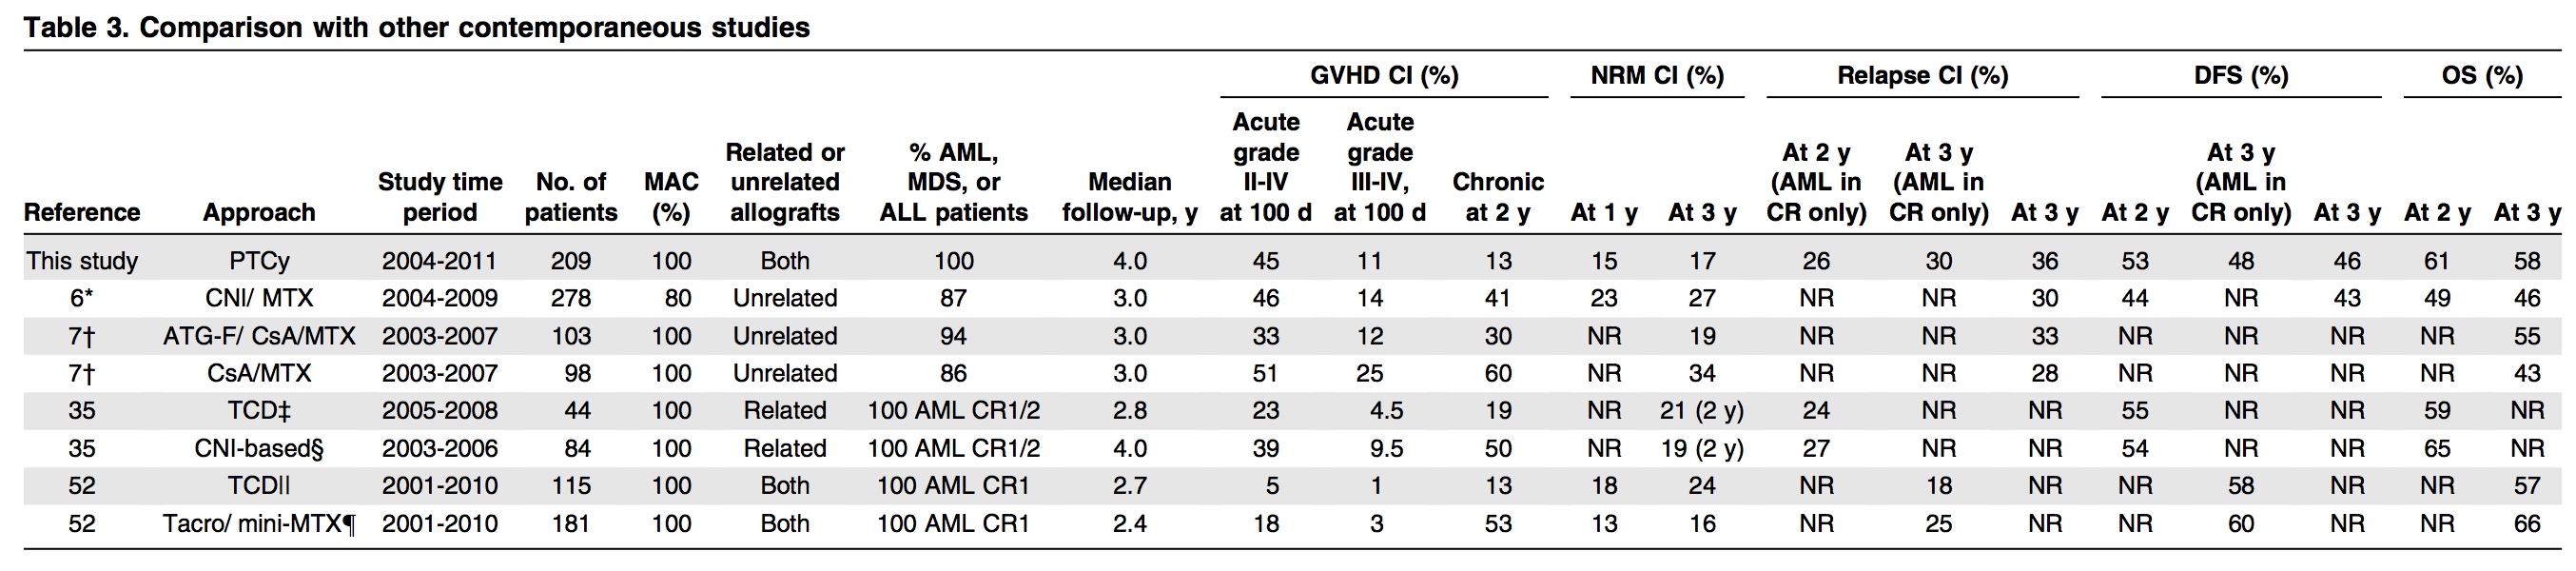 Table 3. Comparison with other contemporaneous studies
GVHD CI (%) NRM CI (%) Relapse CI (%) DFS (%) OS (%)
Acute Acute
grade grade At 2 y At 3 y At 3 y
Related or % AML, II-IV III-IV, (AML in (AML in (AML in
Study time No. of MAC unrelated MDS, or Median at 100 d at 100 d Chronic CR only) CR only) CR only)
Reference Approach period patients (%) allografts ALL patients follow-up, y at 2 y At 1 y At 3 y At 3 y At 2 y At 3 y At 2 y At 3 y
This study PTCy 2004-2011 209 100 Both 100 4.0 45 11 13 15 17 26 30 36 53 48 46 61 58
6* CNI/ MTX 2004-2009 278 80 Unrelated 87 3.0 46 14 41 23 27 NR NR 30 44 NR 43 49 46
7† ATG-F/ CsA/MTX 2003-2007 103 100 Unrelated 94 3.0 33 12 30 NR 19 NR NR 33 NR NR NR NR 55
7† CsA/MTX 2003-2007 98 100 Unrelated 86 3.0 51 25 60 NR 34 NR NR 28 NR NR NR NR 43
35 TCD‡ 2005-2008 44 100 Related 100 AML CR1/2 2.8 23 4.5 19 NR 21 (2 y) 24 NR NR 55 NR NR 59 NR
35 CNI-based§ 2003-2006 84 100 Related 100 AML CR1/2 4.0 39 9.5 50 NR 19 (2 y) 27 NR NR 54 NR NR 65 NR
52 TCD|| 2001-2010 115 100 Both 100 AML CR1 2.7 5 1 13 18 24 NR 18 NR NR 58 NR NR 57
52 Tacro/ mini-MTX¶ 2001-2010 181 100 Both 100 AML CR1 2.4 18 3 53 13 16 NR 25 NR NR 60 NR NR 66